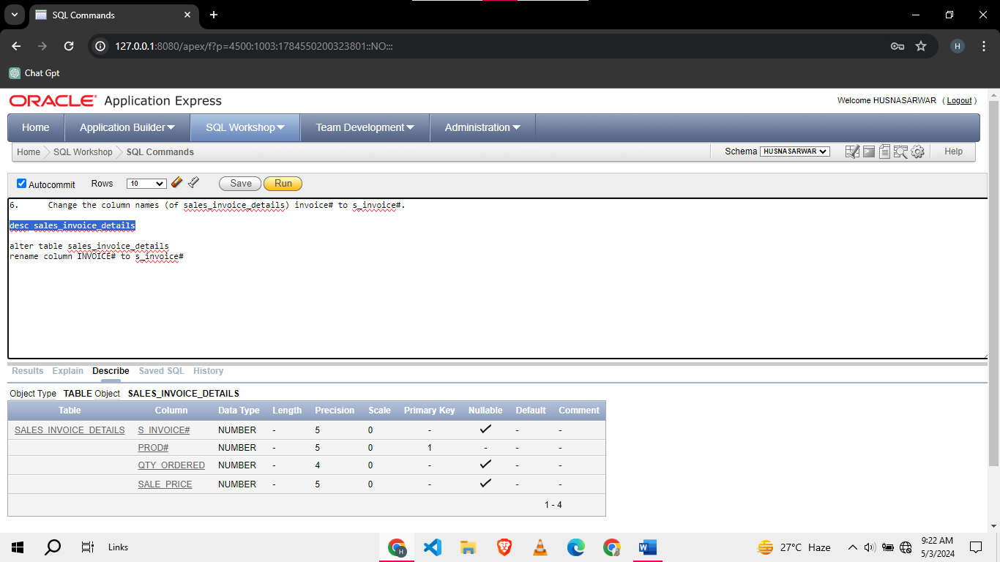 SQL Commands
127.0.0.1:8080/apex/f?p=4500:1003:1784550200323801::NO:::
H
Chat Gpt
ORACLE Application Express
Welcome HUSNASARWAR ( Logout )
Home Application Builder SQL Workshop Team Development Administration
Home SQL Workshop SQL Commands Schema HUSNASARWAR Help
Autocommit Rows 10 Save Run
6. Change the column names (of sales_invoice_details) invoice# to s_invoice#.
desc sales_invoice_details
alter table sales_invoice_details
rename column INVOICE# to s_invoice#
Results Explain Describe Saved SQL History
Object Type TABLE Object SALES_INVOICE_DETAILS
Table Column Data Type Length Precision Scale Primary Key Nullable Default Comment
SALES_INVOICE_DETAILS S_INVOICE# NUMBER - 5 0 - ✓ - -
PROD# NUMBER - 5 0 1 - - -
QTY_ORDERED NUMBER - 4 0 - ✓ - -
SALE_PRICE NUMBER - 5 0 - ✓ - -
1 - 4
Links
H
27°C Haze
9:22 AM
5/3/2024